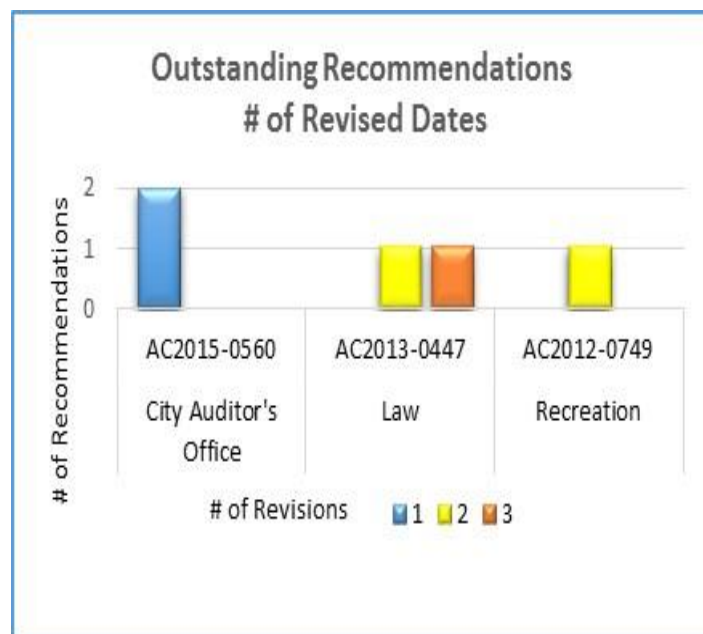 Outstanding Recommendations
# of Revised Dates
# of Recommendations
2
1
0
AC2015-0560 AC2013-0447 AC2012-0749
City Auditor's Law Recreation
Office
# of Revisions 1 2 3